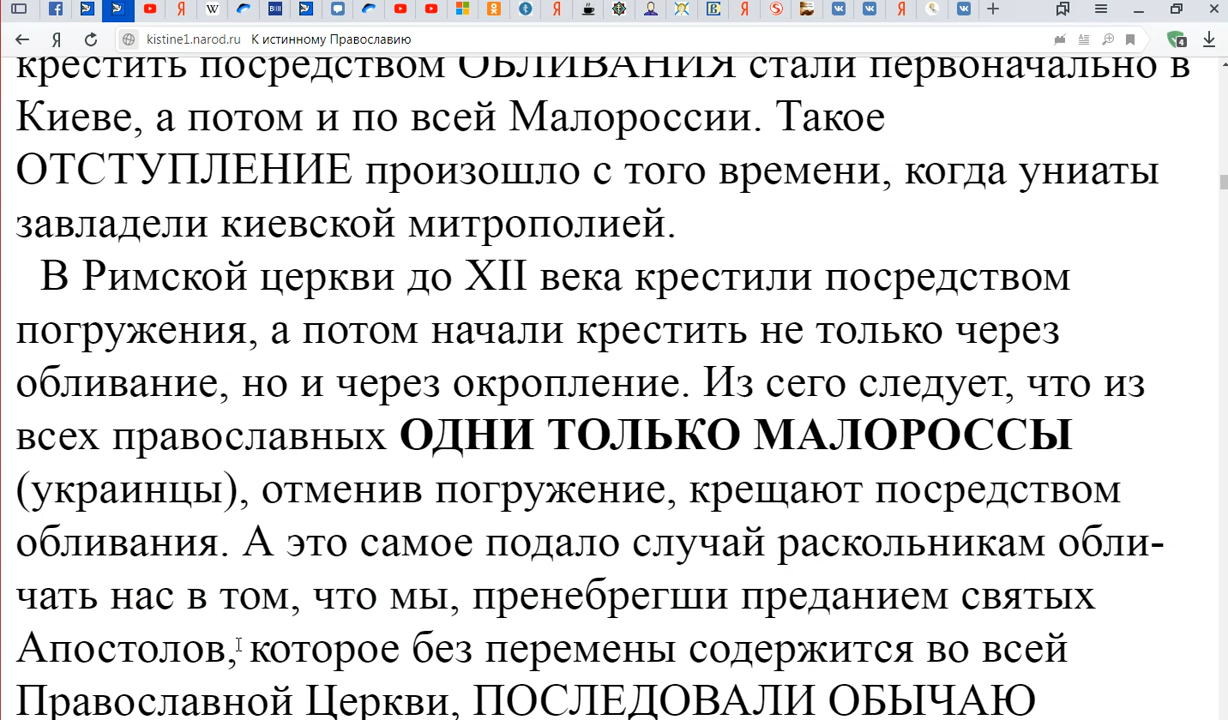 kistine1.narod.ru К истинному Православию
крестить посредством ОБЛИВАНИЯ стали первоначально в
Киеве, а потом и по всей Малороссии. Такое
ОТСТУПЛЕНИЕ произошло с того времени, когда униаты
завладели киевской митрополией.
В Римской церкви до XII века крестили посредством
погружения, а потом начали крестить не только через
обливание, но и через окропление. Из сего следует, что из
всех православных ОДНИ ТОЛЬКО МАЛОРОССЫ
(украинцы), отменив погружение, крещают посредством
обливания. А это самое подало случай раскольникам обли-
чать нас в том, что мы, пренебрегши преданием святых
Апостолов, которое без перемены содержится во всей
Православной Церкви, ПОСЛЕДОВАЛИ ОБЫЧАЮ